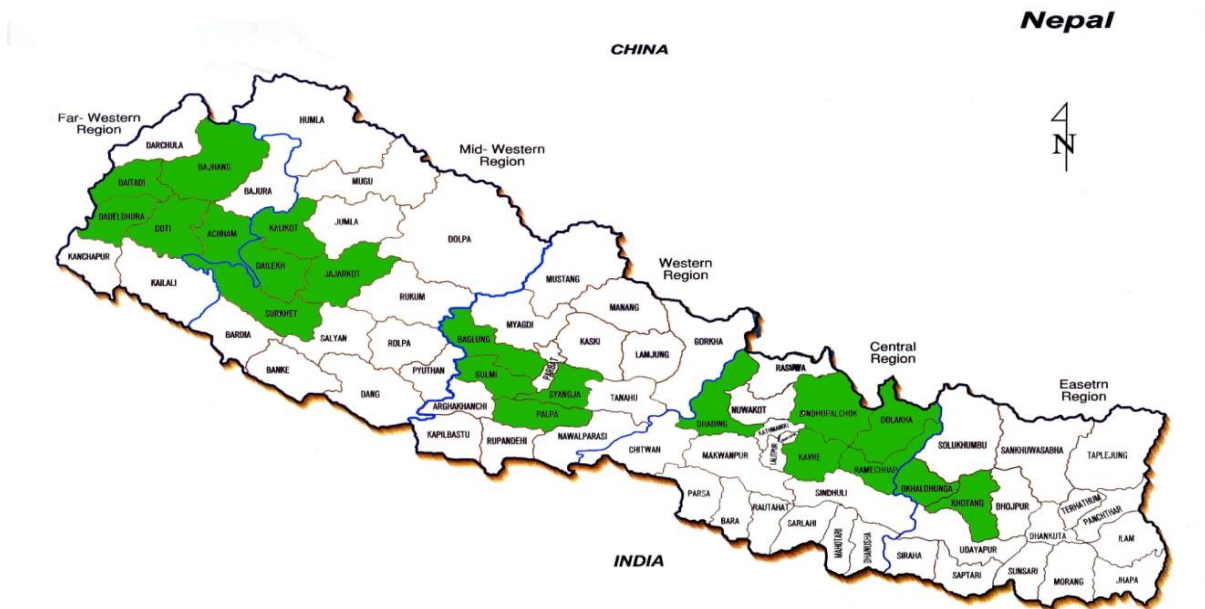 Nepal
CHINA
N
Far- Western
Region
HUMLA
DARCHULA
Mid- Western
Region
BAJHANG
BAITADI
BAJURA
MUGU
DADELDHURA
DOTI
ACHHAM
KALIKOT
JUMLA
DOLPA
KANCHAPUR
KAILALI
DAILEKH
JAJARKOT
Western
Region
MUSTANG
MANANG
SURKHET
RUKUM
BARDIA
SALYAN
ROLPA
MYAGDI
BAGLUNG
KASKI
LAMJUNG
GORKHA
Central
Region
BANKE
PYUTHAN
GULMI
PARBAT
RASUWA
DANG
ARGHAKHANCHI
SYANGJA
TANAHU
PALPA
Easetrn
Region
KAPILBASTU
RUPANDEHI
NAWALPARASI
CHITWAN
DHADING
NUWAKOT
SINDHUPALCHOK
DOLAKHA
KATHMANDU
LALITPUR
MAKWANPUR
KAVRE
RAMECHHAP
SOLUKHUMBU
SANKHUWASABHA
TAPLEJUNG
OKHALDHUNGA
KHOTANG
BHOJPUR
TERHATHUM
PANCHTHAR
PARSA
BARA
RAUTAHAT
SINDHULI
SARLAHI
MAHOTARI
DHANUSHA
DHANKUTA
ILAM
SIRAHA
UDAYAPUR
SAPTARI
SUNSARI
MORANG
JHAPA
INDIA